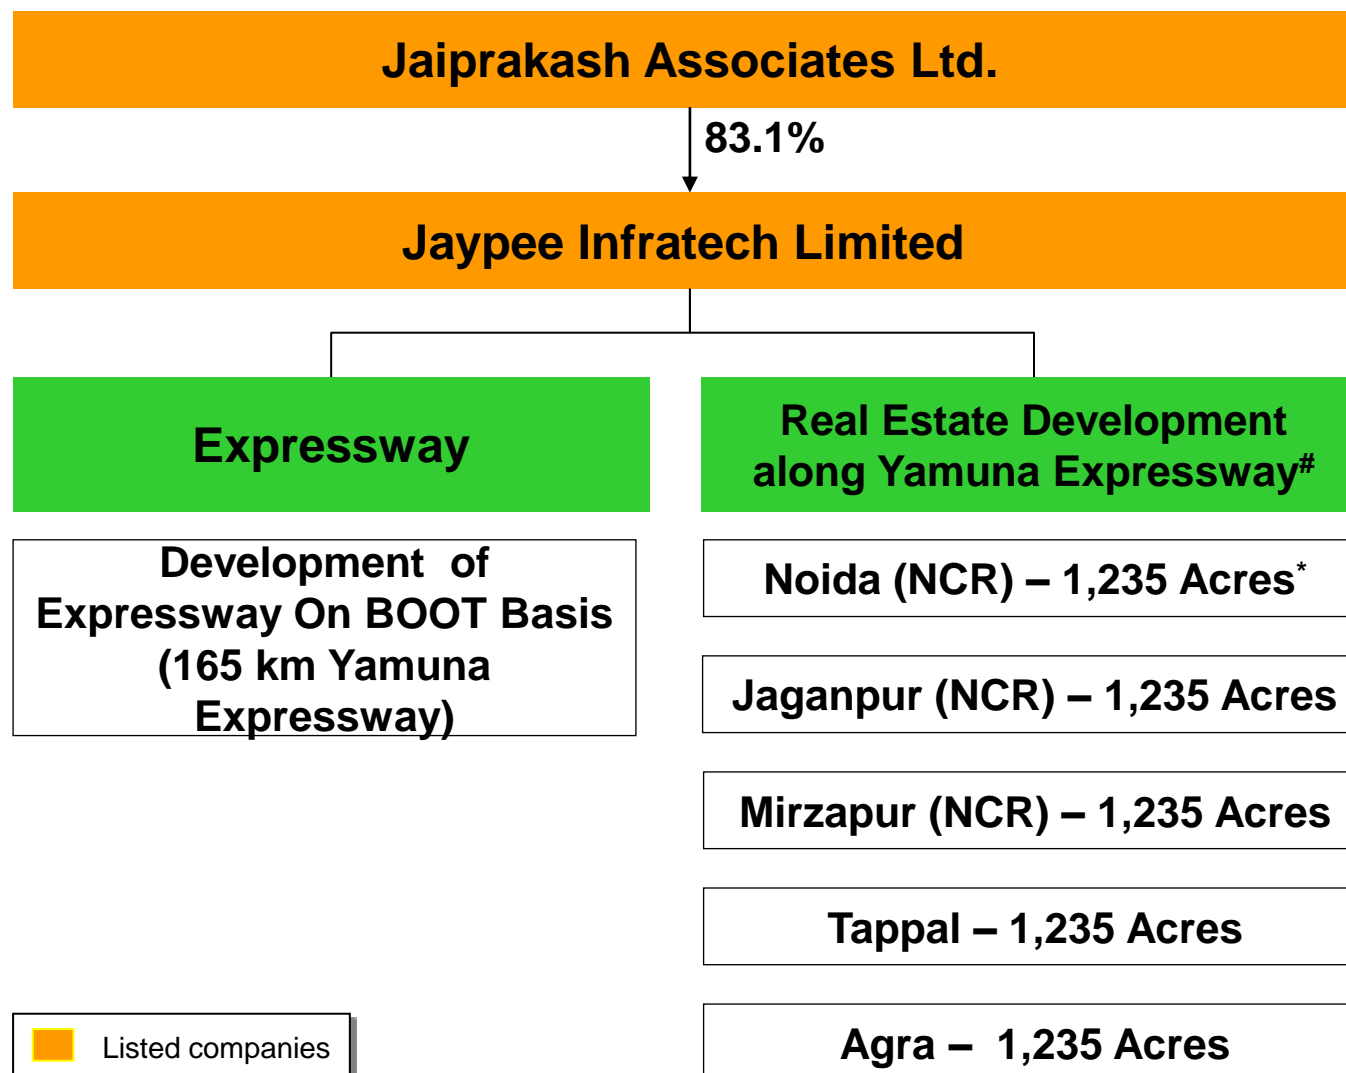 Jaiprakash Associates Ltd.
83.1%
Jaypee Infratech Limited
Expressway
Development of
Expressway On BOOT Basis
(165 km Yamuna
Expressway)
Real Estate Development
along Yamuna Expressway#
Noida (NCR) – 1,235 Acres*
Jaganpur (NCR) – 1,235 Acres
Mirzapur (NCR) – 1,235 Acres
Tappal – 1,235 Acres
Agra – 1,235 Acres
Listed companies